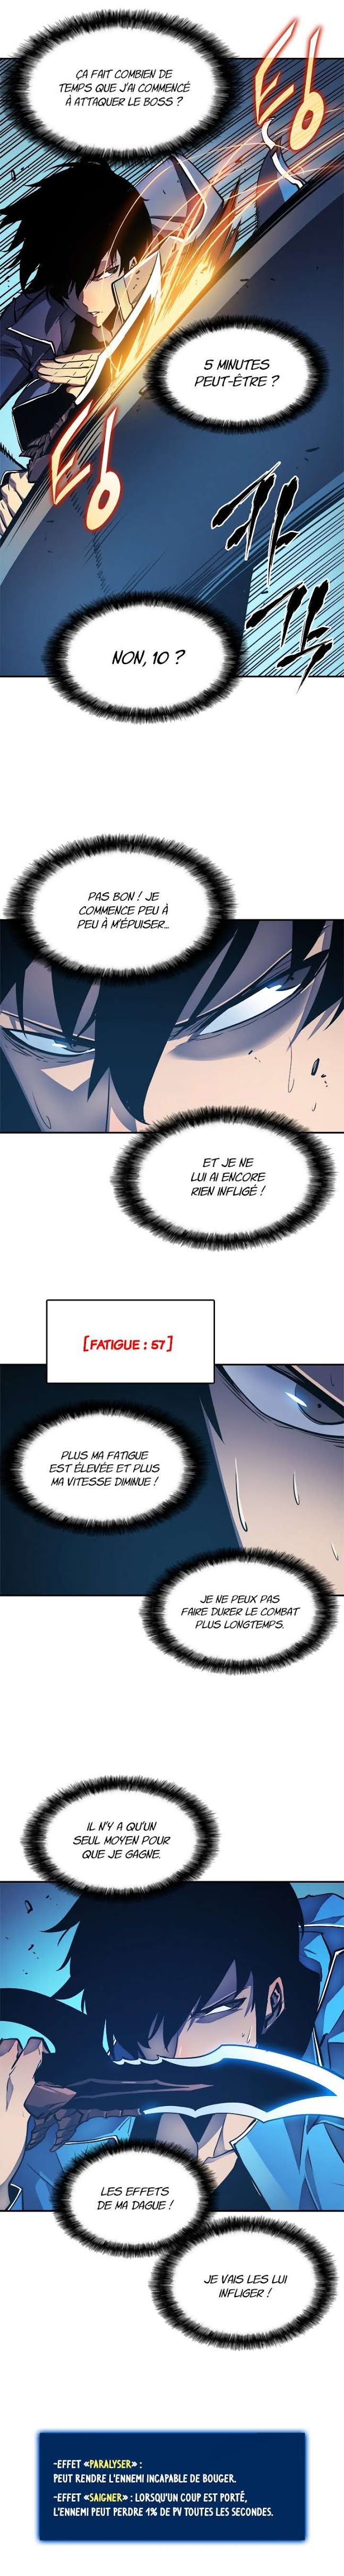 ÇA FAIT COMBIEN DE
TEMPS QUE J'AI COMMENCÉ
À ATTAQUER LE BOSS ?
팅
5 MINUTES
PEUT-ÊTRE ?
팅
NON, 10 ?
PAS BON ! JE
COMMENCE PEU À
PEU À M'ÉPUISER...
ET JE NE
LUI AI ENCORE
RIEN INFLIGÉ !
[FATIGUE : 57]
PLUS MA FATIGUE
EST ÉLEVÉE ET PLUS
MA VITESSE DIMINUE !
JE NE PEUX PAS
FAIRE DURER LE COMBAT
PLUS LONGTEMPS.
IL N'Y A QU'UN
SEUL MOYEN POUR
QUE JE GAGNE.
LES EFFETS
DE MA DAGUE !
JE VAIS LES LUI
INFLIGER !
-EFFET «PARALYSER» :
PEUT RENDRE L'ENNEMI INCAPABLE DE BOUGER.
-EFFET «SAIGNER» : LORSQU'UN COUP EST PORTÉ,
L'ENNEMI PEUT PERDRE 1% DE PV TOUTES LES SECONDES.